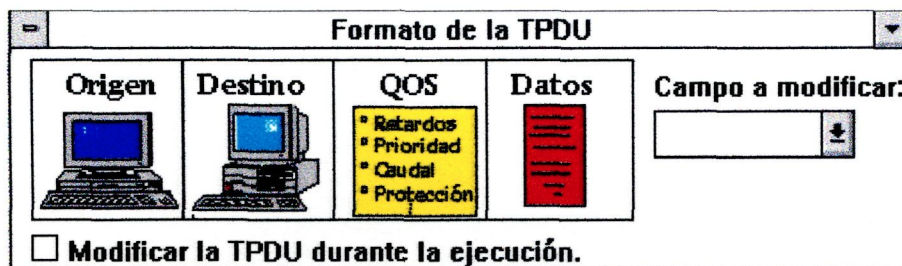 Formato de la TPDU
Origen Destino QOS Datos Campo a modificar:
Retardos
Prioridad
Caudal
Protección
Modificar la TPDU durante la ejecución.